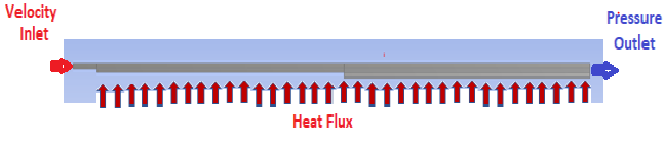 Velocity
Inlet
Pressure
Outlet
Heat Flux